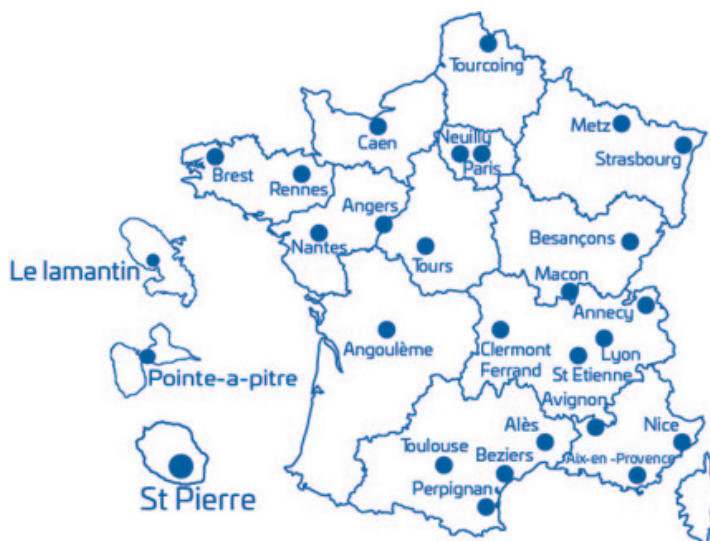 Tourcoing
Metz
Neuilly
Caen
Paris
Strasbourg
Brest
Rennes
Angers
Nantes
Besançons
Tours
Le lamantin
Macon
Annecy
Angoulème
Clermont
Ferrand
Lyon
St Etienne
Pointe-a-pitre
Avignon
Alès
Nice
Toulouse
Beziers
Aix-en -Provence
Perpignan
St Pierre